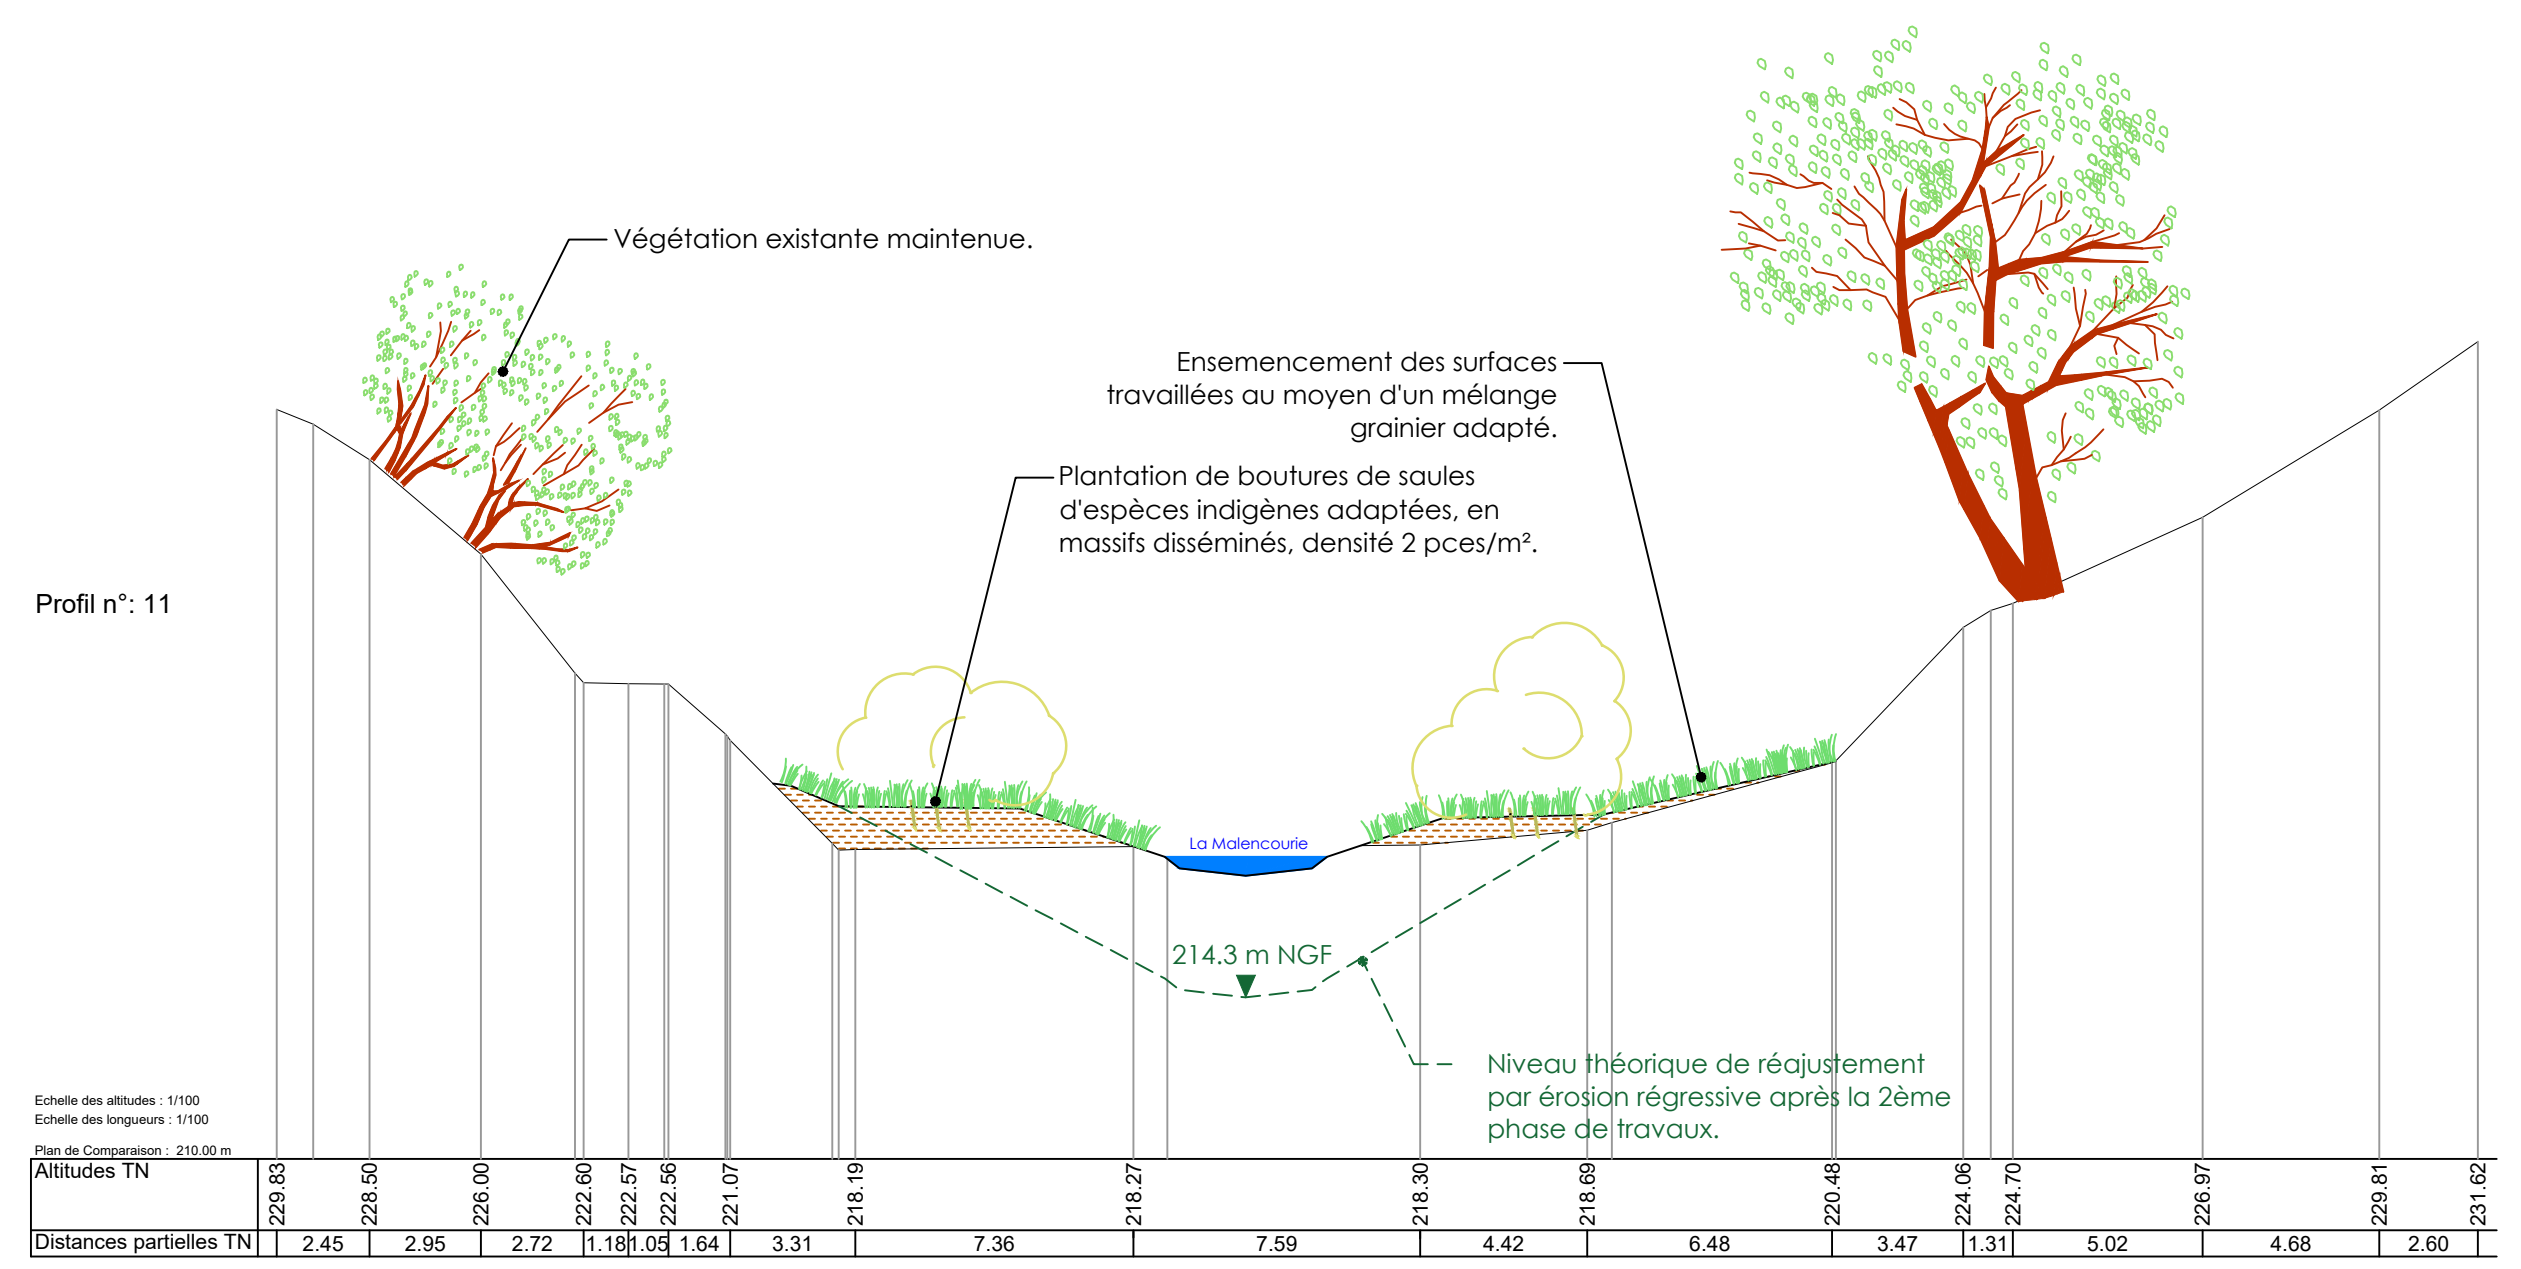 Végétation existante maintenue.
Ensemencement des surfaces
travaillées au moyen d'un mélange
grainier adapté.
Plantation de boutures de saules
d'espèces indigènes adaptées, en
massifs disséminés, densité 2 pces/m².
Profil n°: 11
La Malencourie
214.3 m NGF
Niveau théorique de réajustement
par érosion régressive après la 2ème
phase de travaux.
Echelle des altitudes : 1/100
Echelle des longueurs : 1/100
Plan de Comparaison : 210.00 m
Altitudes TN 229.83 228.50 226.00 222.60 222.57 222.56 221.07 218.19 218.27 218.30 218.69 220.48 224.06 224.70 226.97 229.81 231.62
Distances partielles TN 2.45 2.95 2.72 1.18 1.05 1.64 3.31 7.36 7.59 4.42 6.48 3.47 1.31 5.02 4.68 2.60